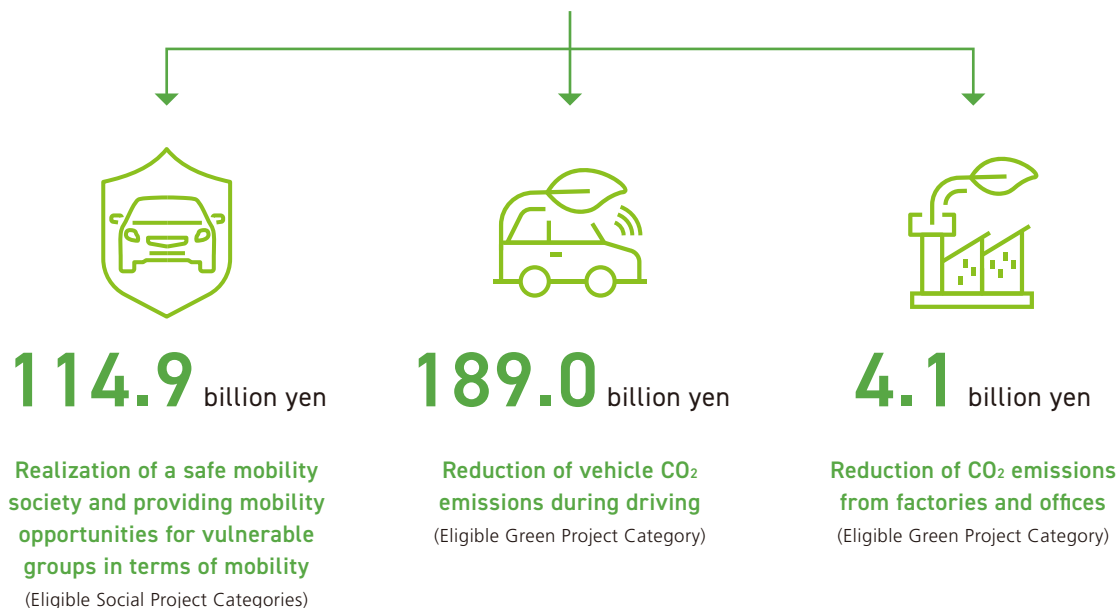 114.9 billion yen
Realization of a safe mobility
society and providing mobility
opportunities for vulnerable
groups in terms of mobility
(Eligible Social Project Categories)
189.0 billion yen
Reduction of vehicle CO₂
emissions during driving
(Eligible Green Project Category)
4.1 billion yen
Reduction of CO₂ emissions
from factories and offices
(Eligible Green Project Category)